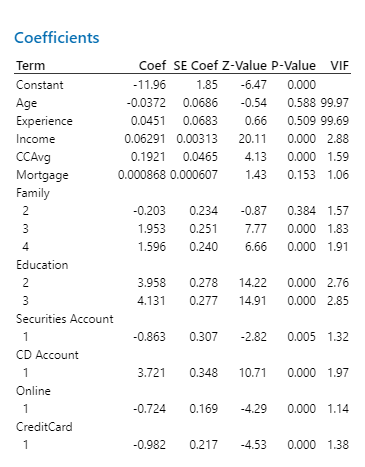 Coefficients
Term Coef SE Coef Z-Value P-Value VIF
Constant -11.96 1.85 -6.47 0.000
Age -0.0372 0.0686 -0.54 0.588 99.97
Experience 0.0451 0.0683 0.66 0.509 99.69
Income 0.06291 0.00313 20.11 0.000 2.88
CCAvg 0.1921 0.0465 4.13 0.000 1.59
Mortgage 0.000868 0.000607 1.43 0.153 1.06
Family
2 -0.203 0.234 -0.87 0.384 1.57
3 1.953 0.251 7.77 0.000 1.83
4 1.596 0.240 6.66 0.000 1.91
Education
2 3.958 0.278 14.22 0.000 2.76
3 4.131 0.277 14.91 0.000 2.85
Securities Account
1 -0.863 0.307 -2.82 0.005 1.32
CD Account
1 3.721 0.348 10.71 0.000 1.97
Online
1 -0.724 0.169 -4.29 0.000 1.14
CreditCard
1 -0.982 0.217 -4.53 0.000 1.38